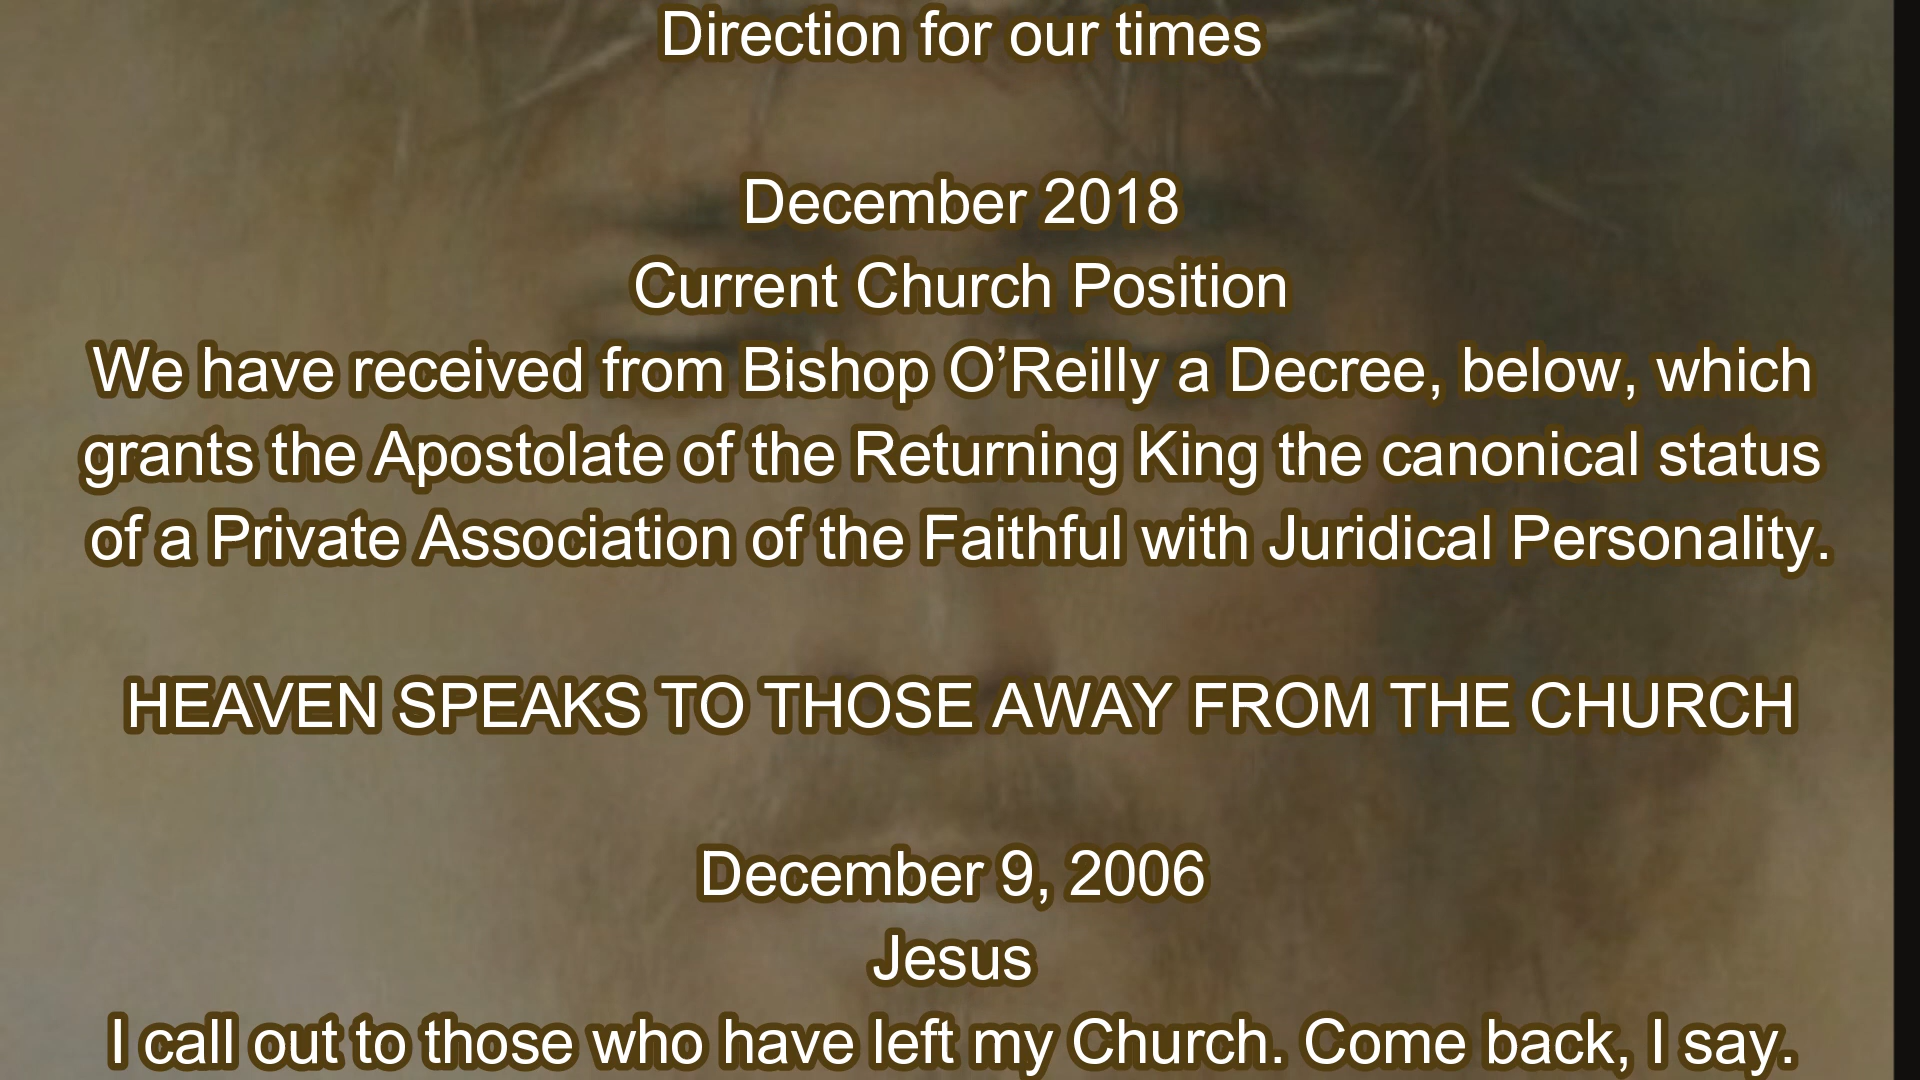 Direction for our times
December 2018
Current Church Position
We have received from Bishop O’Reilly a Decree, below, which
grants the Apostolate of the Returning King the canonical status
of a Private Association of the Faithful with Juridical Personality.
HEAVEN SPEAKS TO THOSE AWAY FROM THE CHURCH
December 9, 2006
Jesus
I call out to those who have left my Church. Come back, I say.